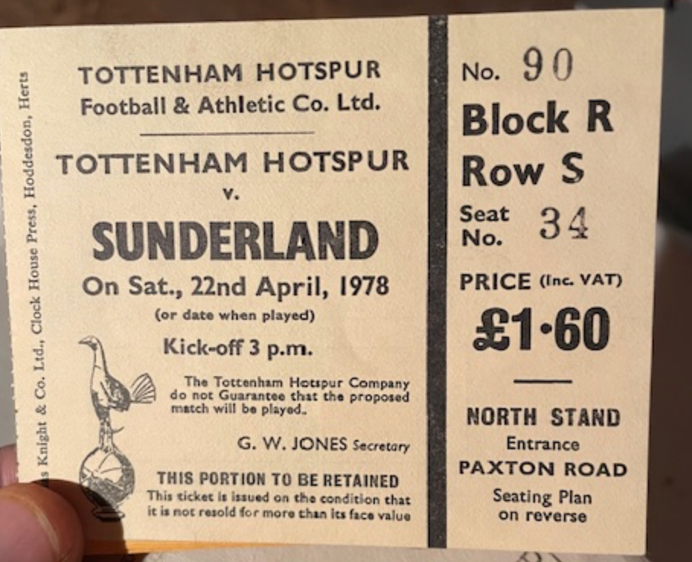 s Knight & Co. Ltd., Clock House Press, Hoddesdon, Herts
TOTTENHAM HOTSPUR
Football & Athletic Co. Ltd.
TOTTENHAM HOTSPUR
v.
SUNDERLAND
On Sat., 22nd April, 1978
(or date when played)
Kick-off 3 p.m.
The Tottenham Hotspur Company
do not Guarantee that the proposed
match will be played.
G. W. JONES Secretary
THIS PORTION TO BE RETAINED
This ticket is issued on the condition that
it is not resold for more than its face value
No. 90
Block R
Row S
Seat
No. 34
PRICE (Inc. VAT)
£1·60
NORTH STAND
Entrance
PAXTON ROAD
Seating Plan
on reverse